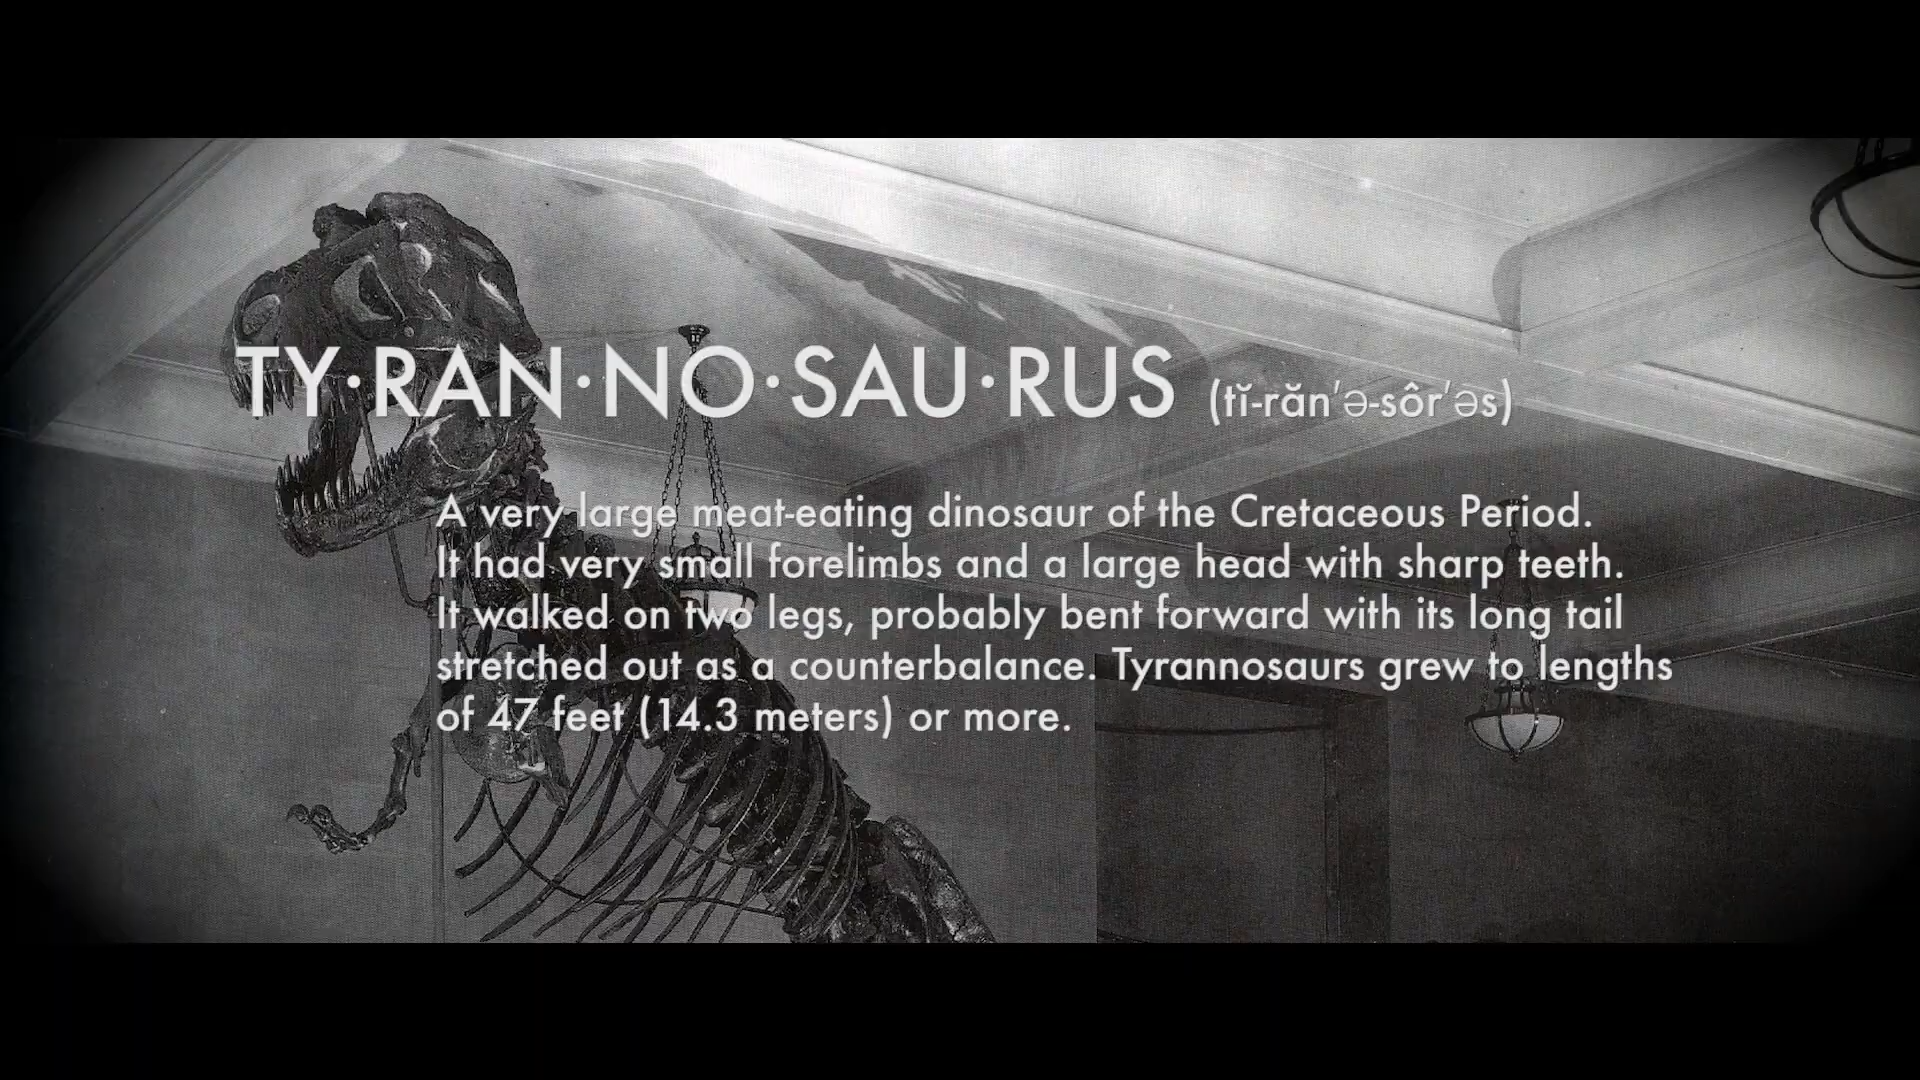 TY·RAN·NO·SAU·RUS (tĭ-răn′ə-sôr′əs)
A very large meat-eating dinosaur of the Cretaceous Period.
It had very small forelimbs and a large head with sharp teeth.
It walked on two legs, probably bent forward with its long tail
stretched out as a counterbalance. Tyrannosaurs grew to lengths
of 47 feet (14.3 meters) or more.